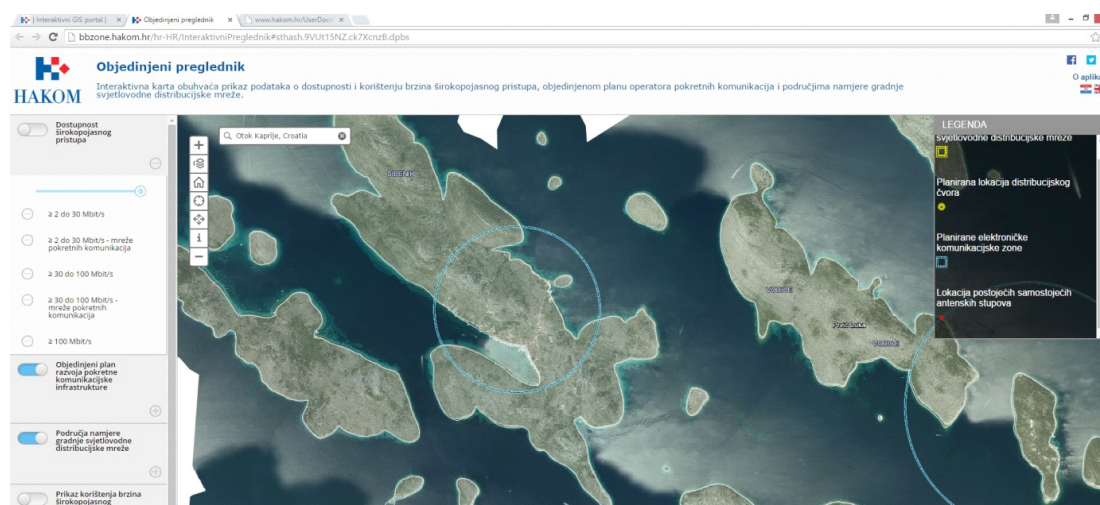 | Interaktivni GIS portal |
Objedinjeni preglednik
www.hakom.hr/UserDocs
bbzone.hakom.hr/hr-HR/InteraktivniPreglednik#sthash.9VUt15NZ.ck7XcnzB.dpbs
HAKOM
Objedinjeni preglednik
Interaktivna karta obuhvaća prikaz podataka o dostupnosti i korištenju brzina širokopojasnog pristupa, objedinjenom planu operatora pokretnih komunikacija i područjima namjere gradnje
svjetlovodne distribucijske mreže.
O aplika
Dostupnost
širokopojasnog
pristupa
≥ 2 do 30 Mbit/s
≥ 2 do 30 Mbit/s - mreže
pokretnih komunikacija
≥ 30 do 100 Mbit/s
≥ 30 do 100 Mbit/s -
mreže pokretnih
komunikacija
≥ 100 Mbit/s
Objedinjeni plan
razvoja pokretne
komunikacijske
infrastrukture
Područja namjere
gradnje svjetlovodne
distribucijske mreže
Prikaz korištenja brzina
širokopojasnog
Otok Kaprije, Croatia
ŠIBENIK
VODICE
Prvić Luka
VODICE
LEGENDA
svjetlovodne distribucijske mreže
Planirana lokacija distribucijskog
čvora
Planirane elektroničke
komunikacijske zone
Lokacija postojećih samostojećih
antenskih stupova